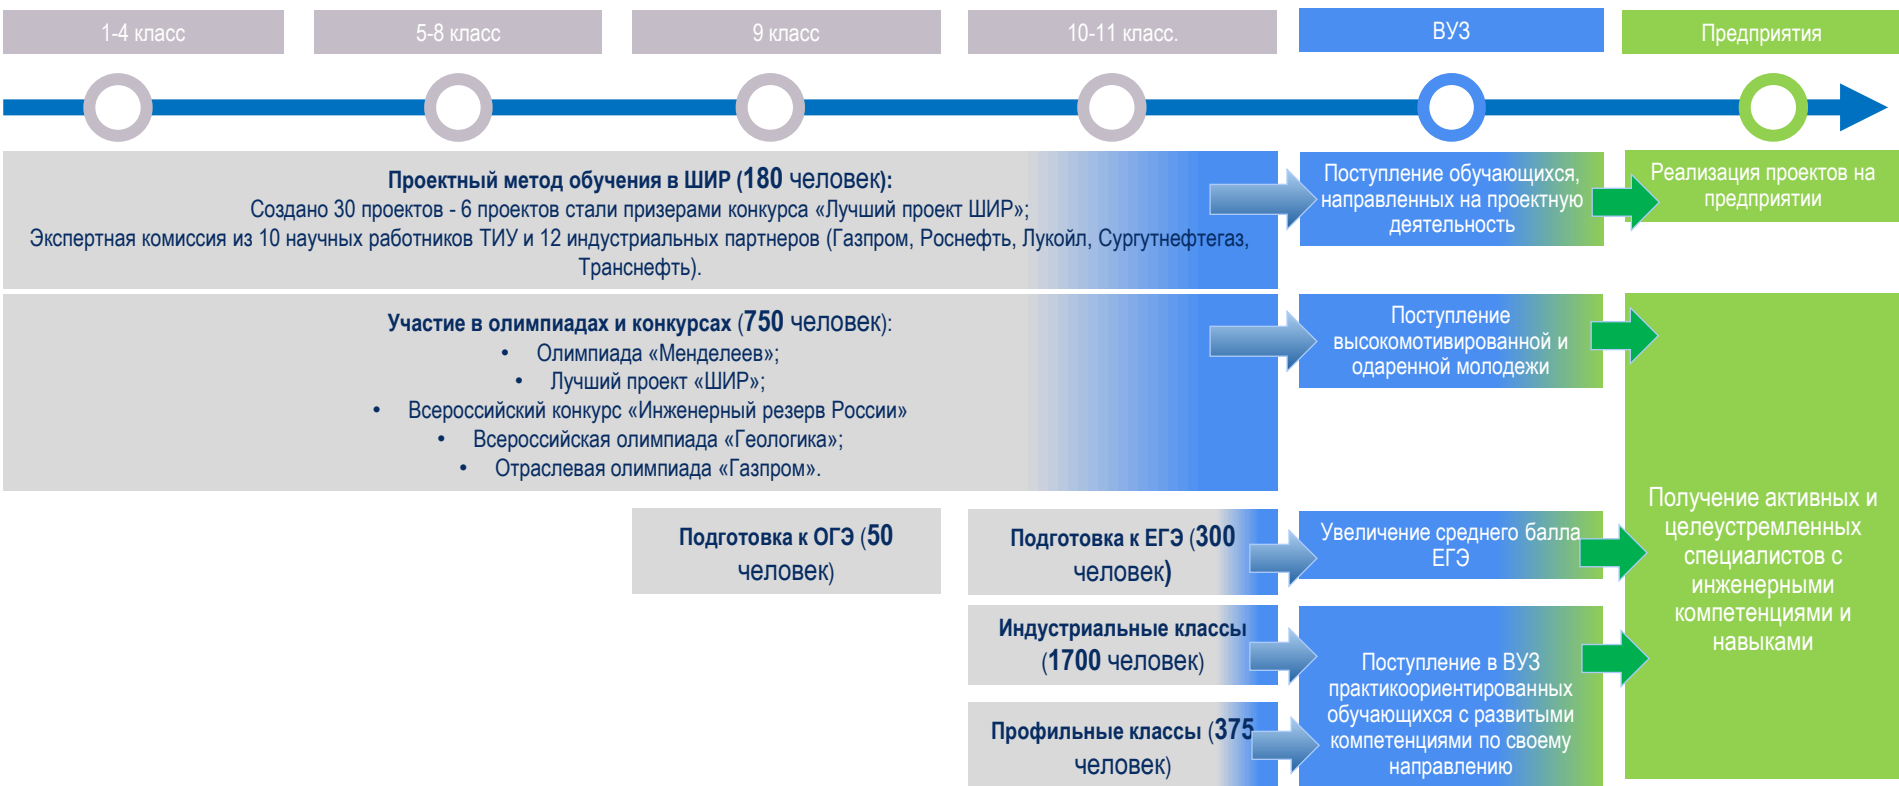 1-4 класс
5-8 класс
9 класс
10-11 класс.
ВУЗ
Предприятия
Проектный метод обучения в ШИР (180 человек):
Создано 30 проектов - 6 проектов стали призерами конкурса «Лучший проект ШИР»;
Экспертная комиссия из 10 научных работников ТИУ и 12 индустриальных партнеров (Газпром, Роснефть, Лукойл, Сургутнефтегаз,
Транснефть).
Поступление обучающихся,
направленных на проектную
деятельность
Реализация проектов на
предприятии
Участие в олимпиадах и конкурсах (750 человек):
• Олимпиада «Менделеев»;
• Лучший проект «ШИР»;
• Всероссийский конкурс «Инженерный резерв России»
• Всероссийская олимпиада «Геологика»;
• Отраслевая олимпиада «Газпром».
Поступление
высокомотивированной и
одаренной молодежи
Подготовка к ОГЭ (50
человек)
Подготовка к ЕГЭ (300
человек)
Увеличение среднего балла
ЕГЭ
Индустриальные классы
(1700 человек)
Профильные классы (375
человек)
Поступление в ВУЗ
практикоориентированных
обучающихся с развитыми
компетенциями по своему
направлению
Получение активных и
целеустремленных
специалистов с
инженерными
компетенциями и
навыками